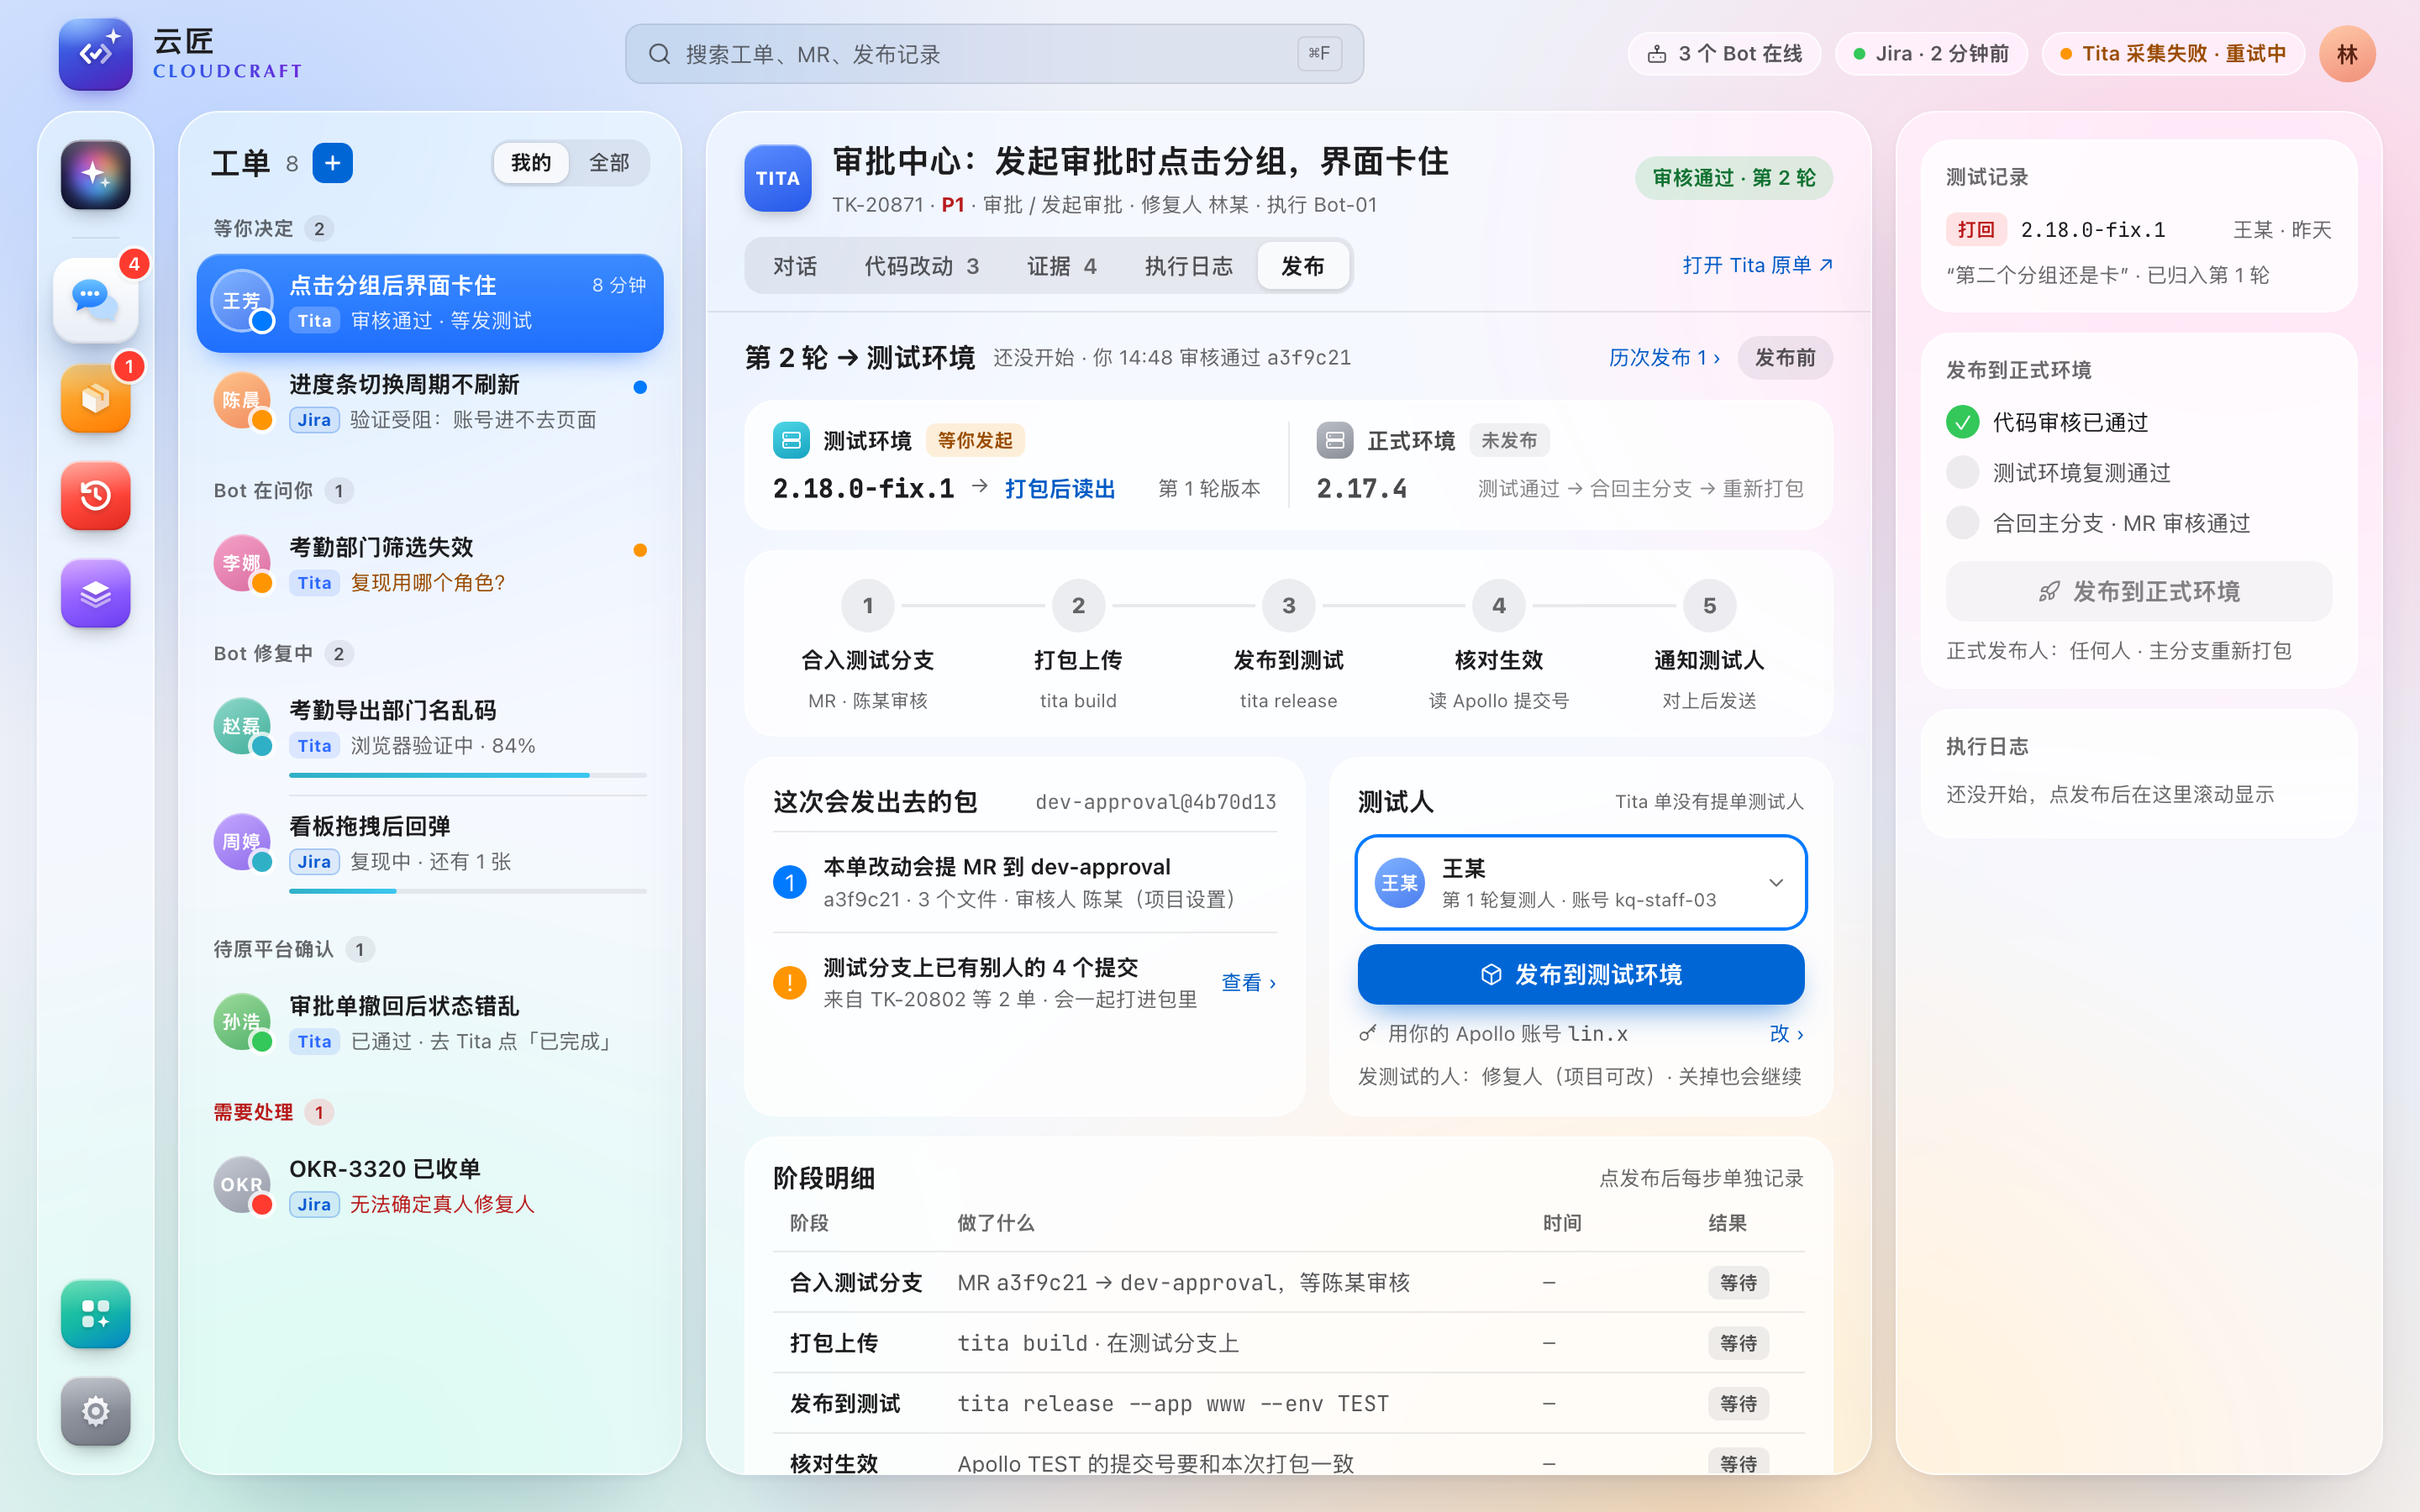 云匠
CLOUDCRAFT
搜索工单、MR、发布记录
⌘F
3 个 Bot 在线
Jira · 2 分钟前
Tita 采集失败 · 重试中
林
4
1
工单 8
我的
全部
等你决定 2
王芳
点击分组后界面卡住
8 分钟
Tita 审核通过 · 等发测试
陈晨
进度条切换周期不刷新
Jira 验证受阻：账号进不去页面
Bot 在问你 1
李娜
考勤部门筛选失效
Tita 复现用哪个角色？
Bot 修复中 2
赵磊
考勤导出部门名乱码
Tita 浏览器验证中 · 84%
周婷
看板拖拽后回弹
Jira 复现中 · 还有 1 张
待原平台确认 1
孙浩
审批单撤回后状态错乱
Tita 已通过 · 去 Tita 点「已完成」
需要处理 1
OKR
OKR-3320 已收单
Jira 无法确定真人修复人
TITA
审批中心：发起审批时点击分组，界面卡住
TK-20871 · P1 · 审批 / 发起审批 · 修复人 林某 · 执行 Bot-01
审核通过 · 第 2 轮
对话
代码改动 3
证据 4
执行日志
发布
打开 Tita 原单 ↗
第 2 轮 → 测试环境 还没开始 · 你 14:48 审核通过 a3f9c21
历次发布 1 ›
发布前
测试环境 等你发起
2.18.0-fix.1 → 打包后读出 第 1 轮版本
正式环境 未发布
2.17.4 测试通过 → 合回主分支 → 重新打包
1
合入测试分支
MR · 陈某审核
2
打包上传
tita build
3
发布到测试
tita release
4
核对生效
读 Apollo 提交号
5
通知测试人
对上后发送
这次会发出去的包 dev-approval@4b70d13
1
本单改动会提 MR 到 dev-approval
a3f9c21 · 3 个文件 · 审核人 陈某（项目设置）
!
测试分支上已有别人的 4 个提交
来自 TK-20802 等 2 单 · 会一起打进包里
查看 ›
测试人 Tita 单没有提单测试人
王某
王某
第 1 轮复测人 · 账号 kq-staff-03
发布到测试环境
用你的 Apollo 账号 lin.x 改 ›
发测试的人：修复人（项目可改）· 关掉也会继续
阶段明细 点发布后每步单独记录
阶段 做了什么 时间 结果
合入测试分支 MR a3f9c21 → dev-approval，等陈某审核 — 等待
打包上传 tita build · 在测试分支上 — 等待
发布到测试 tita release --app www --env TEST — 等待
核对生效 Apollo TEST 的提交号要和本次打包一致 — 等待
测试记录
打回 2.18.0-fix.1 王某 · 昨天
“第二个分组还是卡” · 已归入第 1 轮
发布到正式环境
代码审核已通过
测试环境复测通过
合回主分支 · MR 审核通过
发布到正式环境
正式发布人：任何人 · 主分支重新打包
执行日志
还没开始，点发布后在这里滚动显示